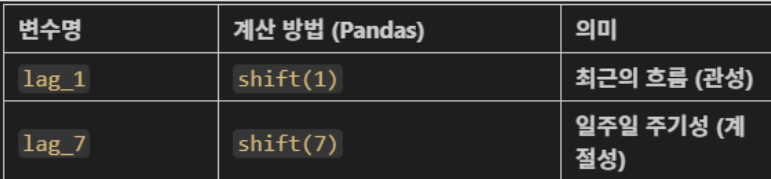 변수명 계산 방법 (Pandas) 의미
lag_1 shift(1) 최근의 흐름 (관성)
lag_7 shift(7) 일주일 주기성 (계
절성)